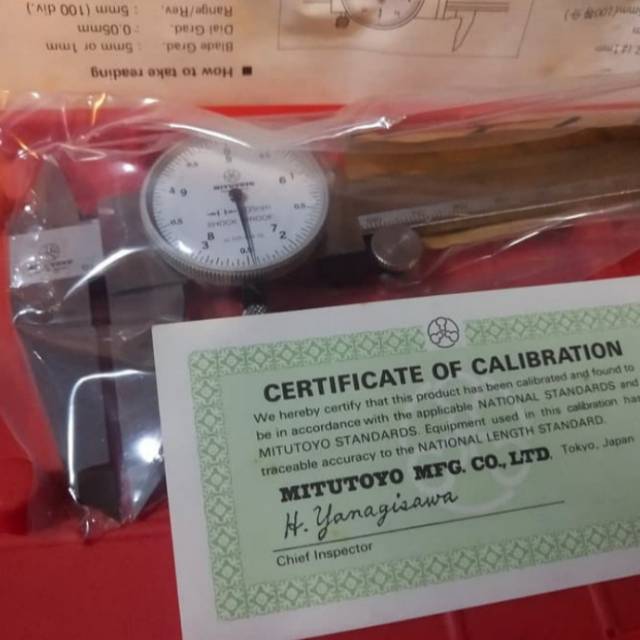 ■ How to take reading
Blade Grad. : 5mm or 1mm
Dial Grad. : 0.05mm
Range/Rev. : 5mm (100 div.)
MITUTOYO
SHOCK PROOF
CERTIFICATE OF CALIBRATION
We hereby certify that this product has been calibrated and found to
be in accordance with the applicable NATIONAL STANDARDS and
MITUTOYO STANDARDS. Equipment used in this calibration has
traceable accuracy to the NATIONAL LENGTH STANDARD.
MITUTOYO MFG. CO., LTD. Tokyo, Japan
H. Yanagisawa
Chief Inspector